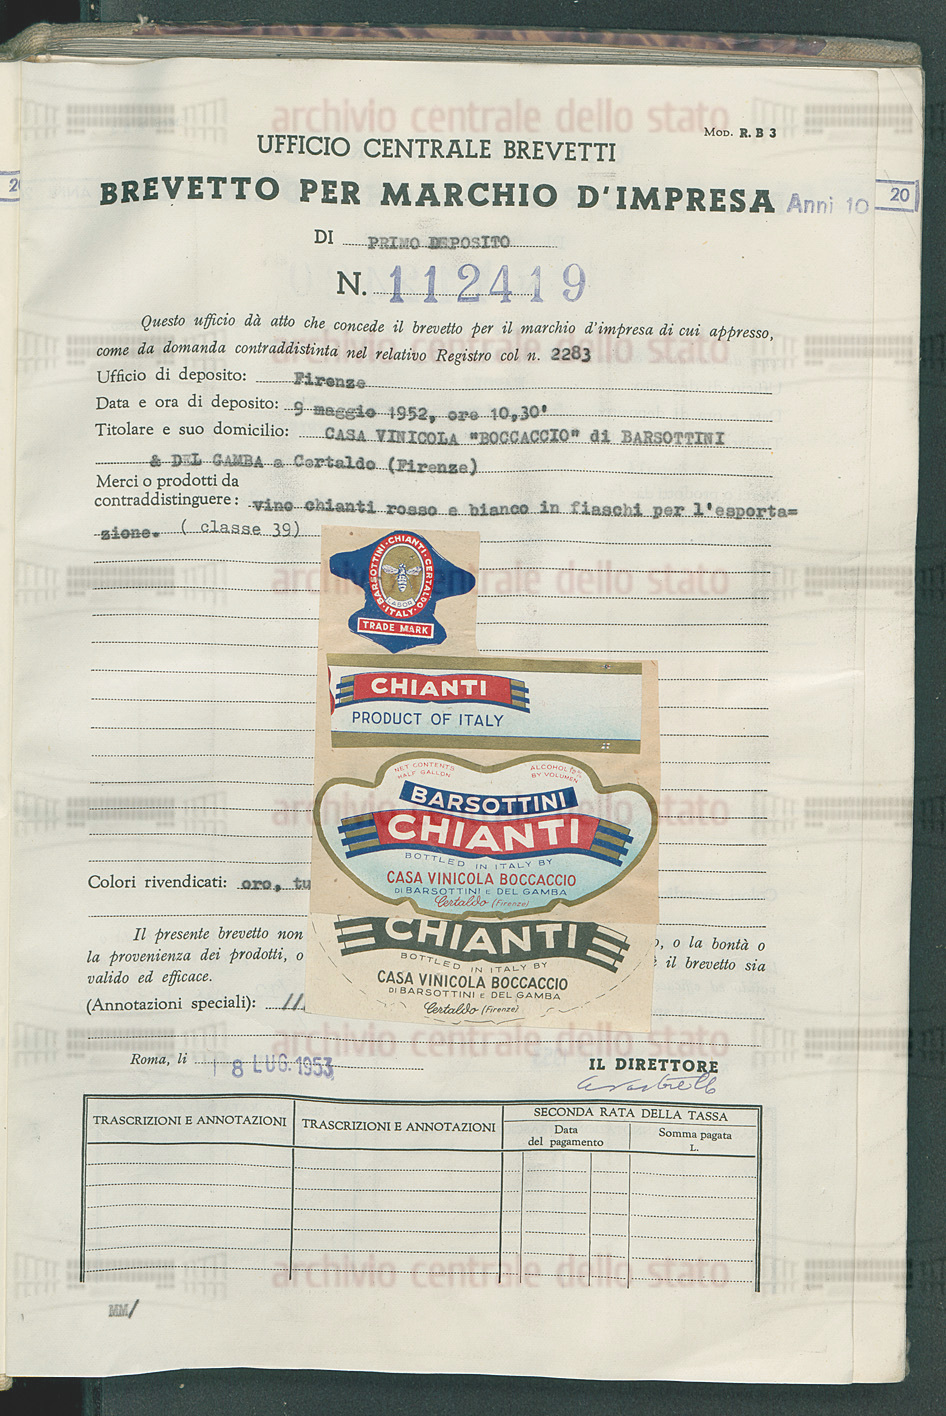 archivio centrale dello stato
MOD. R. B 3
UFFICIO CENTRALE BREVETTI
BREVETTO PER MARCHIO D'IMPRESA Anni 10
20
DI PRIMO DEPOSITO
N. 112419
Questo ufficio dà atto che concede il brevetto per il marchio d'impresa di cui appresso,
come da domanda contraddistinta nel relativo Registro col n. 2283
Ufficio di deposito: Firenze
Data e ora di deposito: 9 maggio 1952, ore 10,30'
Titolare e suo domicilio: CASA VINICOLA "BOCCACCIO" di BARSOTTINI
& DEL GAMBA a Certaldo (Firenze)
Merci o prodotti da
contraddistinguere: vino chianti rosso e bianco in fiaschi per l'esporta=
zione. (classe 39)
BARSOTTINI·CHIANTI·CERTALDO
·ITALY·
LABOR
TRADE MARK
CHIANTI
PRODUCT OF ITALY
NET CONTENTS
HALF GALLON
ALCOHOL
BY VOLUMEN
BARSOTTINI
CHIANTI
BOTTLED IN ITALY BY
CASA VINICOLA BOCCACCIO
DI BARSOTTINI E DEL GAMBA
Certaldo (Firenze)
Colori rivendicati: oro, tu
CHIANTI
BOTTLED IN ITALY BY
CASA VINICOLA BOCCACCIO
DI BARSOTTINI E DEL GAMBA
Certaldo (Firenze)
Il presente brevetto non
o, o la bontà o
la provenienza dei prodotti, o
è il brevetto sia
valido ed efficace.
(Annotazioni speciali): //
Roma, li 18 LUG. 1953
IL DIRETTORE
TRASCRIZIONI E ANNOTAZIONI
TRASCRIZIONI E ANNOTAZIONI
SECONDA RATA DELLA TASSA
Data
del pagamento
Somma pagata
L.
MM/